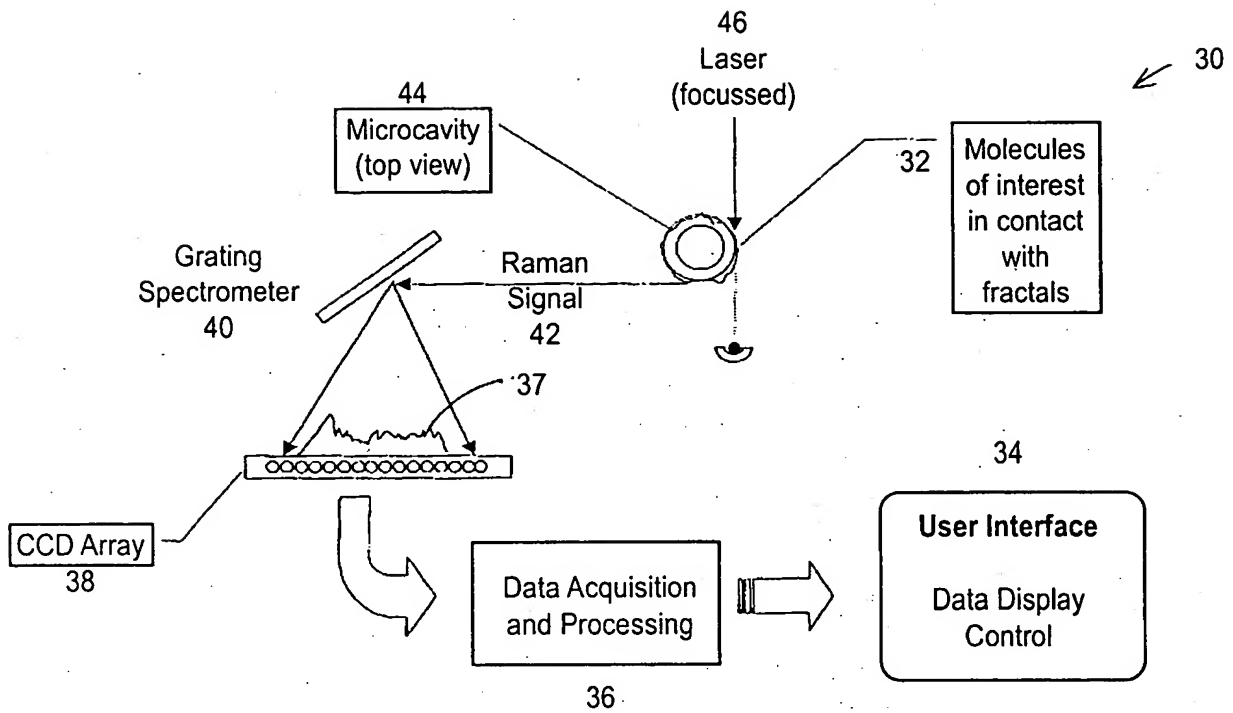 46
Laser
(focussed)
30
44
Microcavity
(top view)
32
Molecules
of interest
in contact
with
fractals
Grating
Spectrometer
40
Raman
Signal
42
37
CCD Array
38
Data Acquisition
and Processing
36
34
User Interface
Data Display
Control